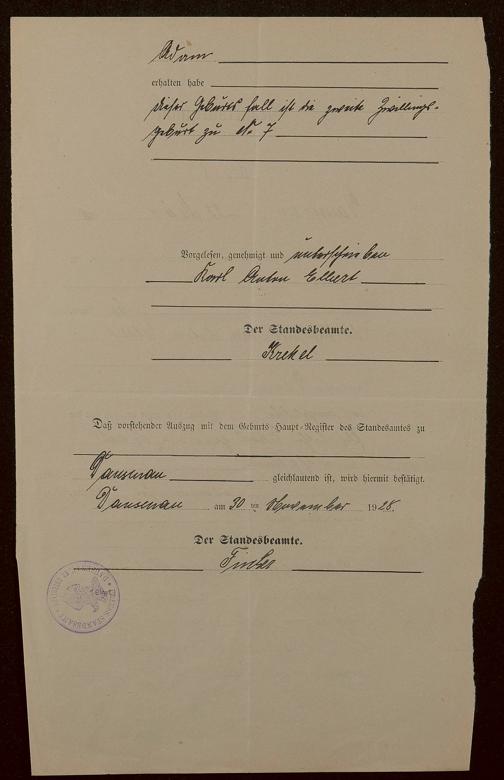 Adam
erhalten habe
dieser Geburtsfall ist die zweite Zwillings-
geburt zu No. 7
Vorgelesen, genehmigt und unterschrieben
Karl Anton Elbert
Der Standesbeamte.
Krekel
Daß vorstehender Auszug mit dem Geburts-Haupt-Register des Standesamtes zu
Dausenau gleichlautend ist, wird hiermit bestätigt.
Dausenau am 30 ten November 1928.
Der Standesbeamte.